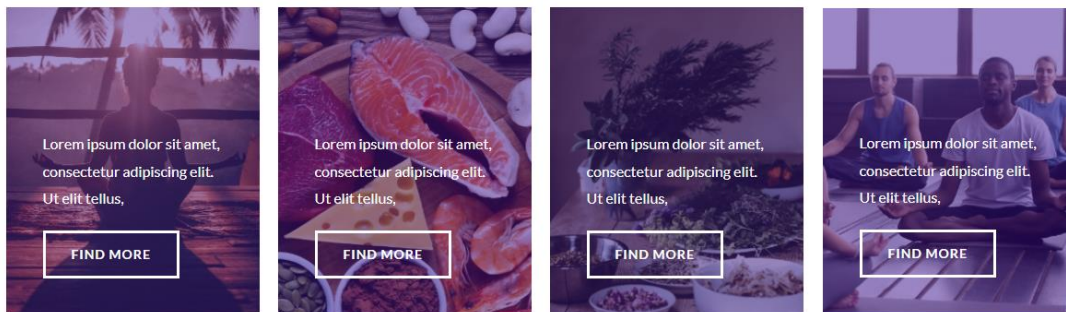 Lorem ipsum dolor sit amet,
consectetur adipiscing elit.
Ut elit tellus,
FIND MORE
Lorem ipsum dolor sit amet,
consectetur adipiscing elit.
Ut elit tellus,
FIND MORE
Lorem ipsum dolor sit amet,
consectetur adipiscing elit.
Ut elit tellus,
FIND MORE
Lorem ipsum dolor sit amet,
consectetur adipiscing elit.
Ut elit tellus,
FIND MORE